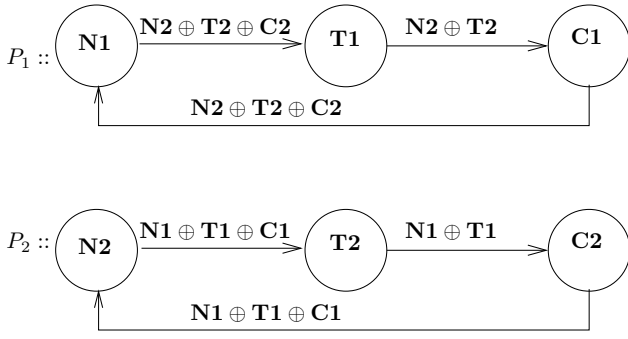 N1 N2 ⊕ T2 ⊕ C2 T1 N2 ⊕ T2 C1
P1 ::
N2 ⊕ T2 ⊕ C2
N2 N1 ⊕ T1 ⊕ C1 T2 N1 ⊕ T1 C2
P2 ::
N1 ⊕ T1 ⊕ C1